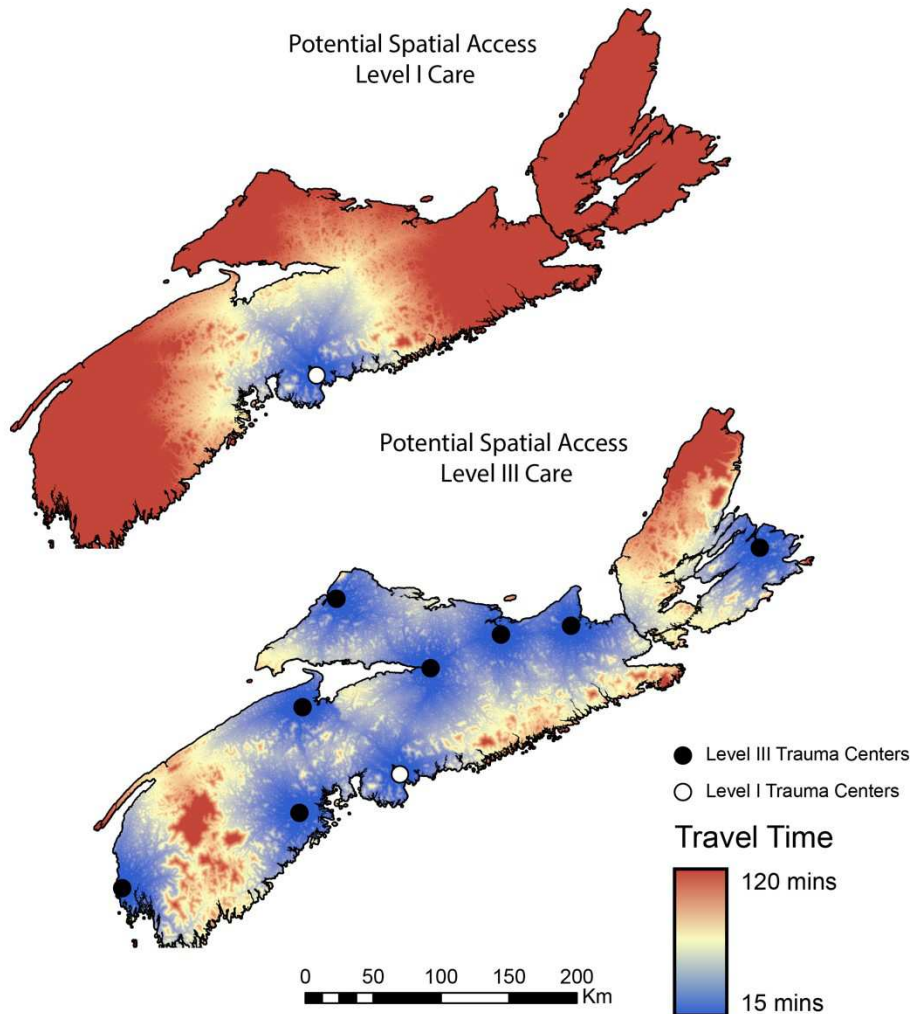 Potential Spatial Access
Level I Care
Potential Spatial Access
Level III Care
Level III Trauma Centers
Level I Trauma Centers
Travel Time
120 mins
15 mins
0 50 100 150 200
Km